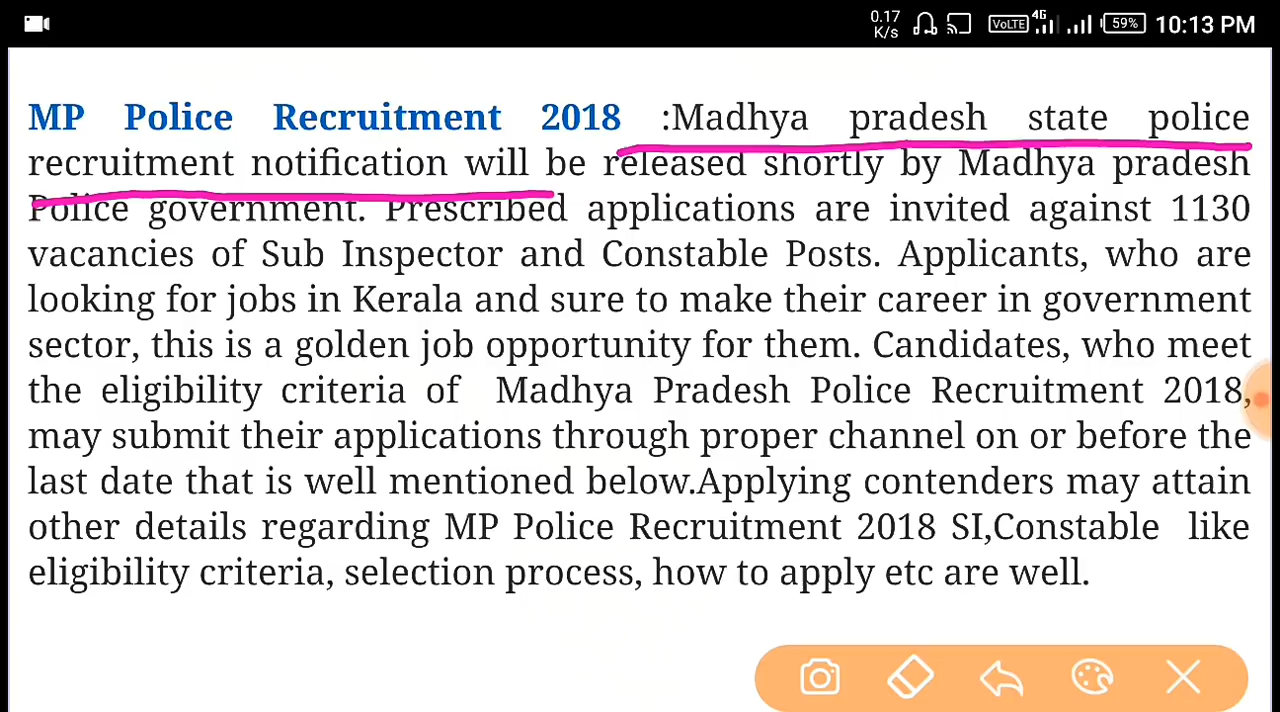 0.17 K/s VoLTE 4G 59% 10:13 PM
MP Police Recruitment 2018 :Madhya pradesh state police
recruitment notification will be released shortly by Madhya pradesh
Police government. Prescribed applications are invited against 1130
vacancies of Sub Inspector and Constable Posts. Applicants, who are
looking for jobs in Kerala and sure to make their career in government
sector, this is a golden job opportunity for them. Candidates, who meet
the eligibility criteria of Madhya Pradesh Police Recruitment 2018,
may submit their applications through proper channel on or before the
last date that is well mentioned below.Applying contenders may attain
other details regarding MP Police Recruitment 2018 SI,Constable like
eligibility criteria, selection process, how to apply etc are well.